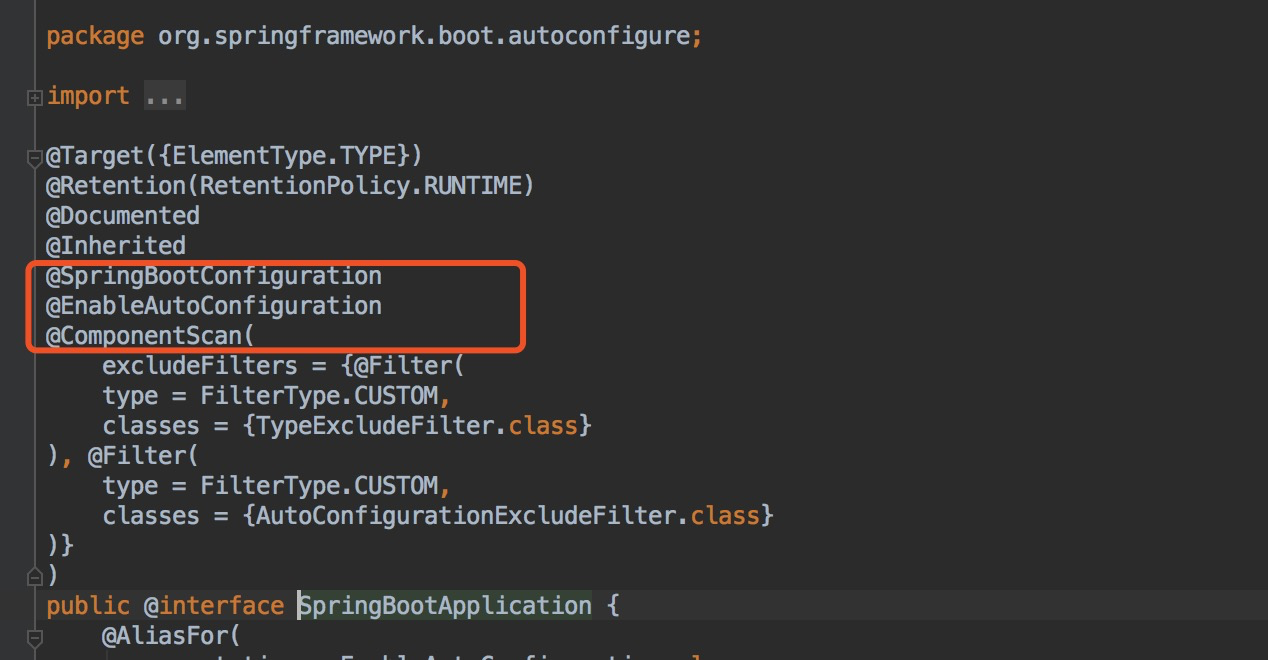 package org.springframework.boot.autoconfigure;
import ...
@Target({ElementType.TYPE})
@Retention(RetentionPolicy.RUNTIME)
@Documented
@Inherited
@SpringBootConfiguration
@EnableAutoConfiguration
@ComponentScan(
excludeFilters = {@Filter(
type = FilterType.CUSTOM,
classes = {TypeExcludeFilter.class}
), @Filter(
type = FilterType.CUSTOM,
classes = {AutoConfigurationExcludeFilter.class}
)}
)
public @interface SpringBootApplication {
@AliasFor(